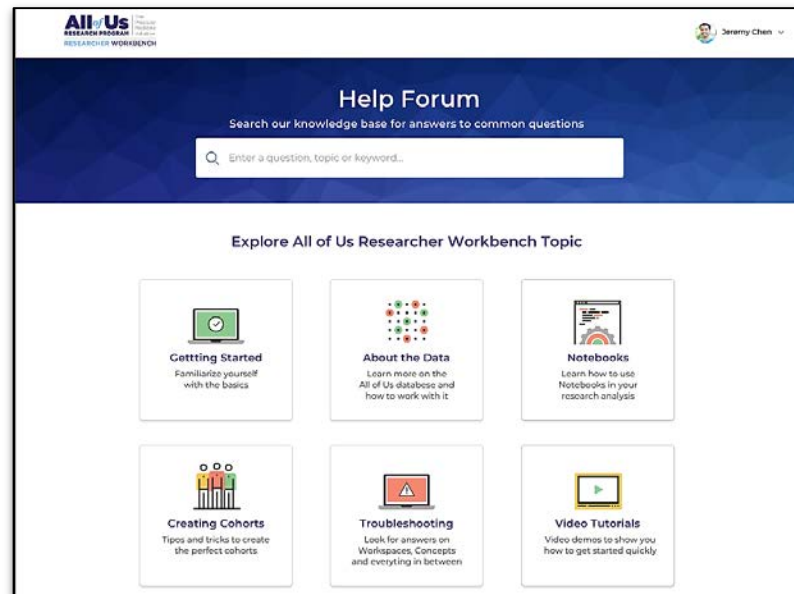 All of Us
RESEARCH PROGRAM
RESEARCHER WORKBENCH
Jeremy Chen
Help Forum
Search our knowledge base for answers to common questions
Enter a question, topic or keyword...
Explore All of Us Researcher Workbench Topic
Gettting Started
Familiarize yourself
with the basics
About the Data
Learn more on the
All of Us databese and
how to work with it
Notebooks
Learn how to use
Notebooks in your
research analysis
Creating Cohorts
Tipos and tricks to create
the perfect cohorts
Troubleshooting
Look for answers on
Workspaces, Concepts
and everyting in between
Video Tutorials
Video demos to show you
how to get started quickly